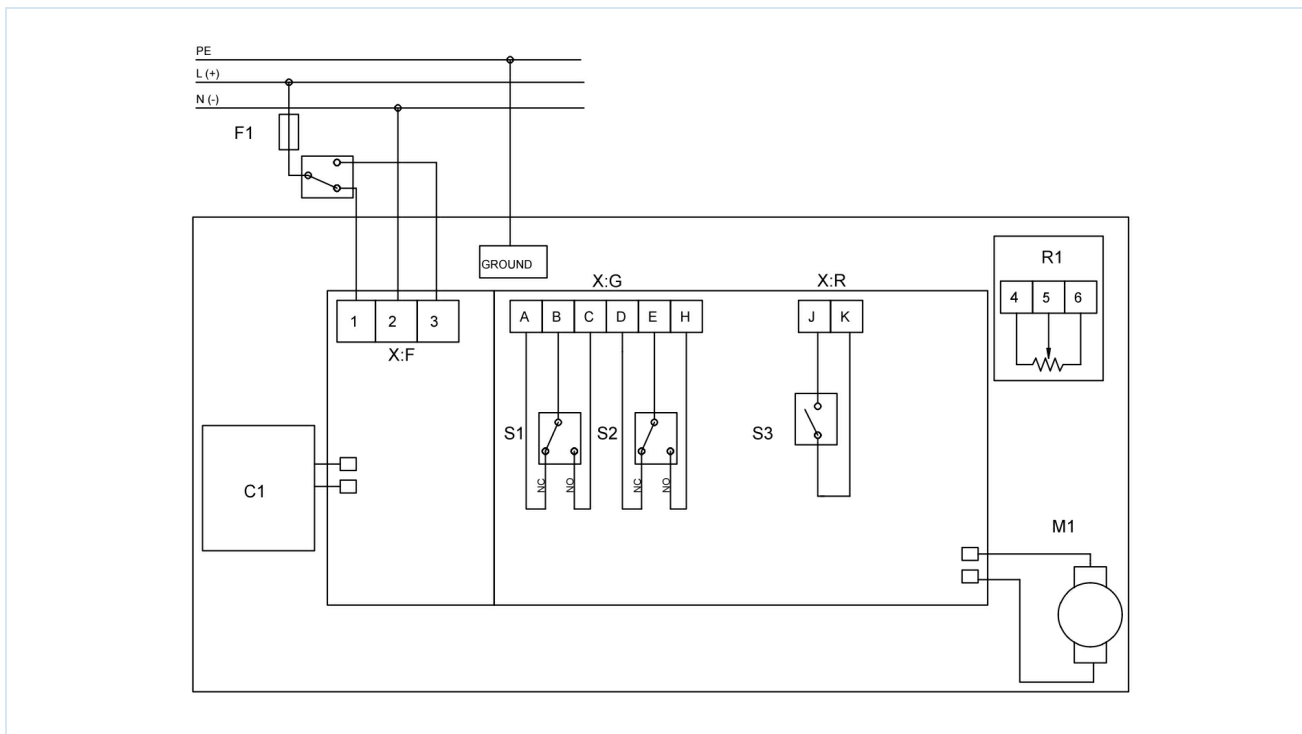 PE
L (+)
N (-)
F1
GROUND
X:G
X:R
R1
4 5 6
1 2 3
A B C D E H
J K
X:F
S1
S2
S3
NC
NO
NC
NO
C1
M1